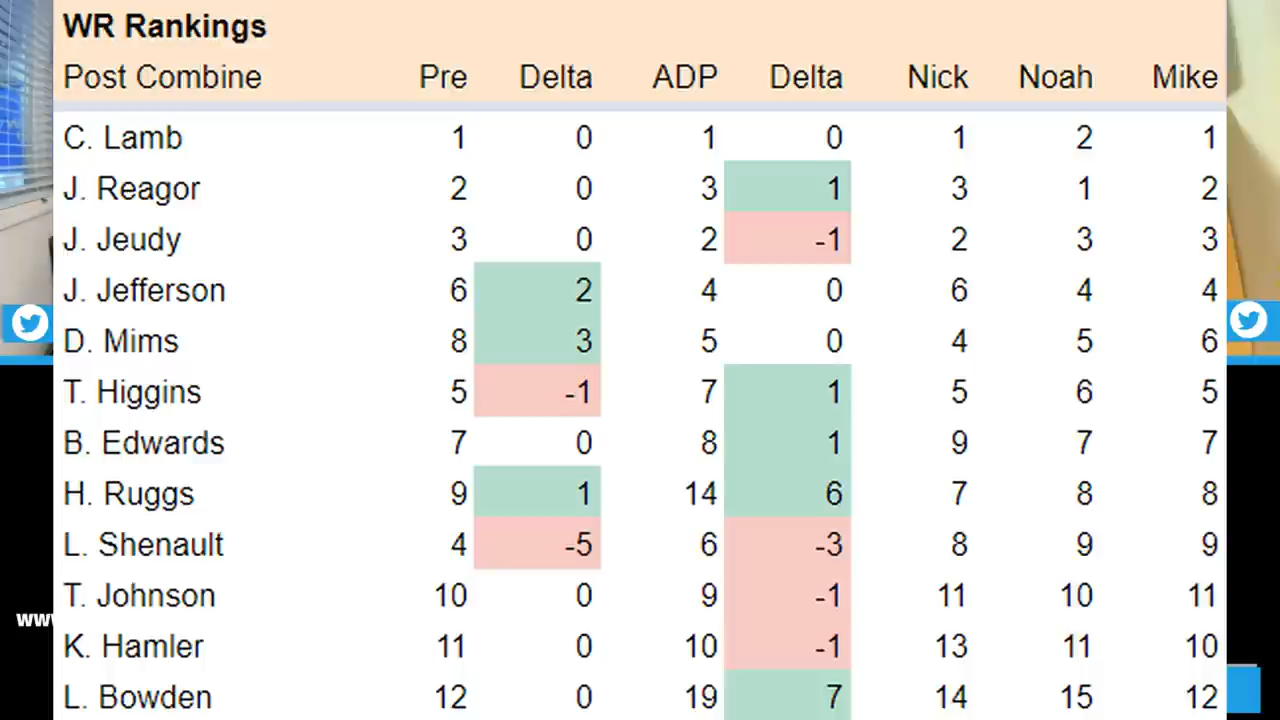 WR Rankings
Post Combine Pre Delta ADP Delta Nick Noah Mike
C. Lamb 1 0 1 0 1 2 1
J. Reagor 2 0 3 1 3 1 2
J. Jeudy 3 0 2 -1 2 3 3
J. Jefferson 6 2 4 0 6 4 4
D. Mims 8 3 5 0 4 5 6
T. Higgins 5 -1 7 1 5 6 5
B. Edwards 7 0 8 1 9 7 7
H. Ruggs 9 1 14 6 7 8 8
L. Shenault 4 -5 6 -3 8 9 9
T. Johnson 10 0 9 -1 11 10 11
www
K. Hamler 11 0 10 -1 13 11 10
L. Bowden 12 0 19 7 14 15 12